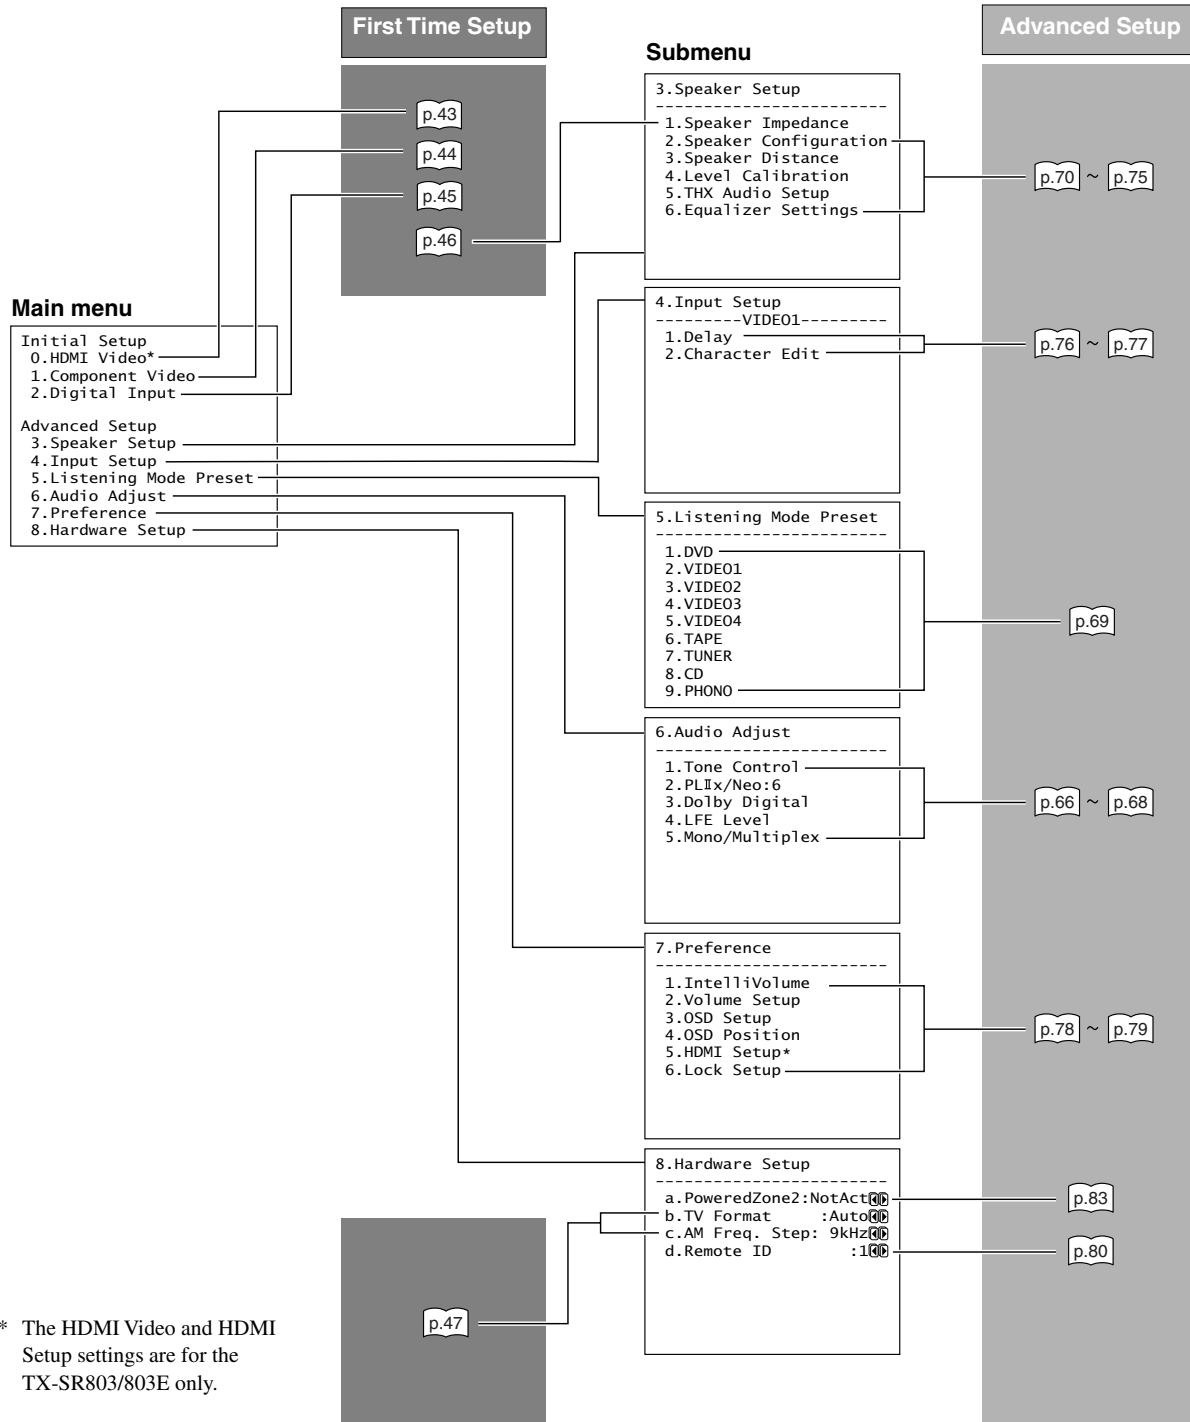 First Time Setup
Advanced Setup
Submenu
p.43
p.44
p.45
p.46
Main menu
Initial Setup
0.HDMI Video*
1.Component Video
2.Digital Input
Advanced Setup
3.Speaker Setup
4.Input Setup
5.Listening Mode Preset
6.Audio Adjust
7.Preference
8.Hardware Setup
3.Speaker Setup
------------------------
1.Speaker Impedance
2.Speaker Configuration
3.Speaker Distance
4.Level Calibration
5.THX Audio Setup
6.Equalizer Settings
p.70 ~ p.75
4.Input Setup
---------VIDEO1---------
1.Delay
2.Character Edit
p.76 ~ p.77
5.Listening Mode Preset
------------------------
1.DVD
2.VIDEO1
3.VIDEO2
4.VIDEO3
5.VIDEO4
6.TAPE
7.TUNER
8.CD
9.PHONO
p.69
6.Audio Adjust
------------------------
1.Tone Control
2.PLⅡx/Neo:6
3.Dolby Digital
4.LFE Level
5.Mono/Multiplex
p.66 ~ p.68
7.Preference
------------------------
1.IntelliVolume
2.Volume Setup
3.OSD Setup
4.OSD Position
5.HDMI Setup*
6.Lock Setup
p.78 ~ p.79
8.Hardware Setup
------------------------
a.PoweredZone2:NotAct
b.TV Format :Auto
c.AM Freq. Step: 9kHz
d.Remote ID :1
p.83
p.80
p.47
* The HDMI Video and HDMI
Setup settings are for the
TX-SR803/803E only.